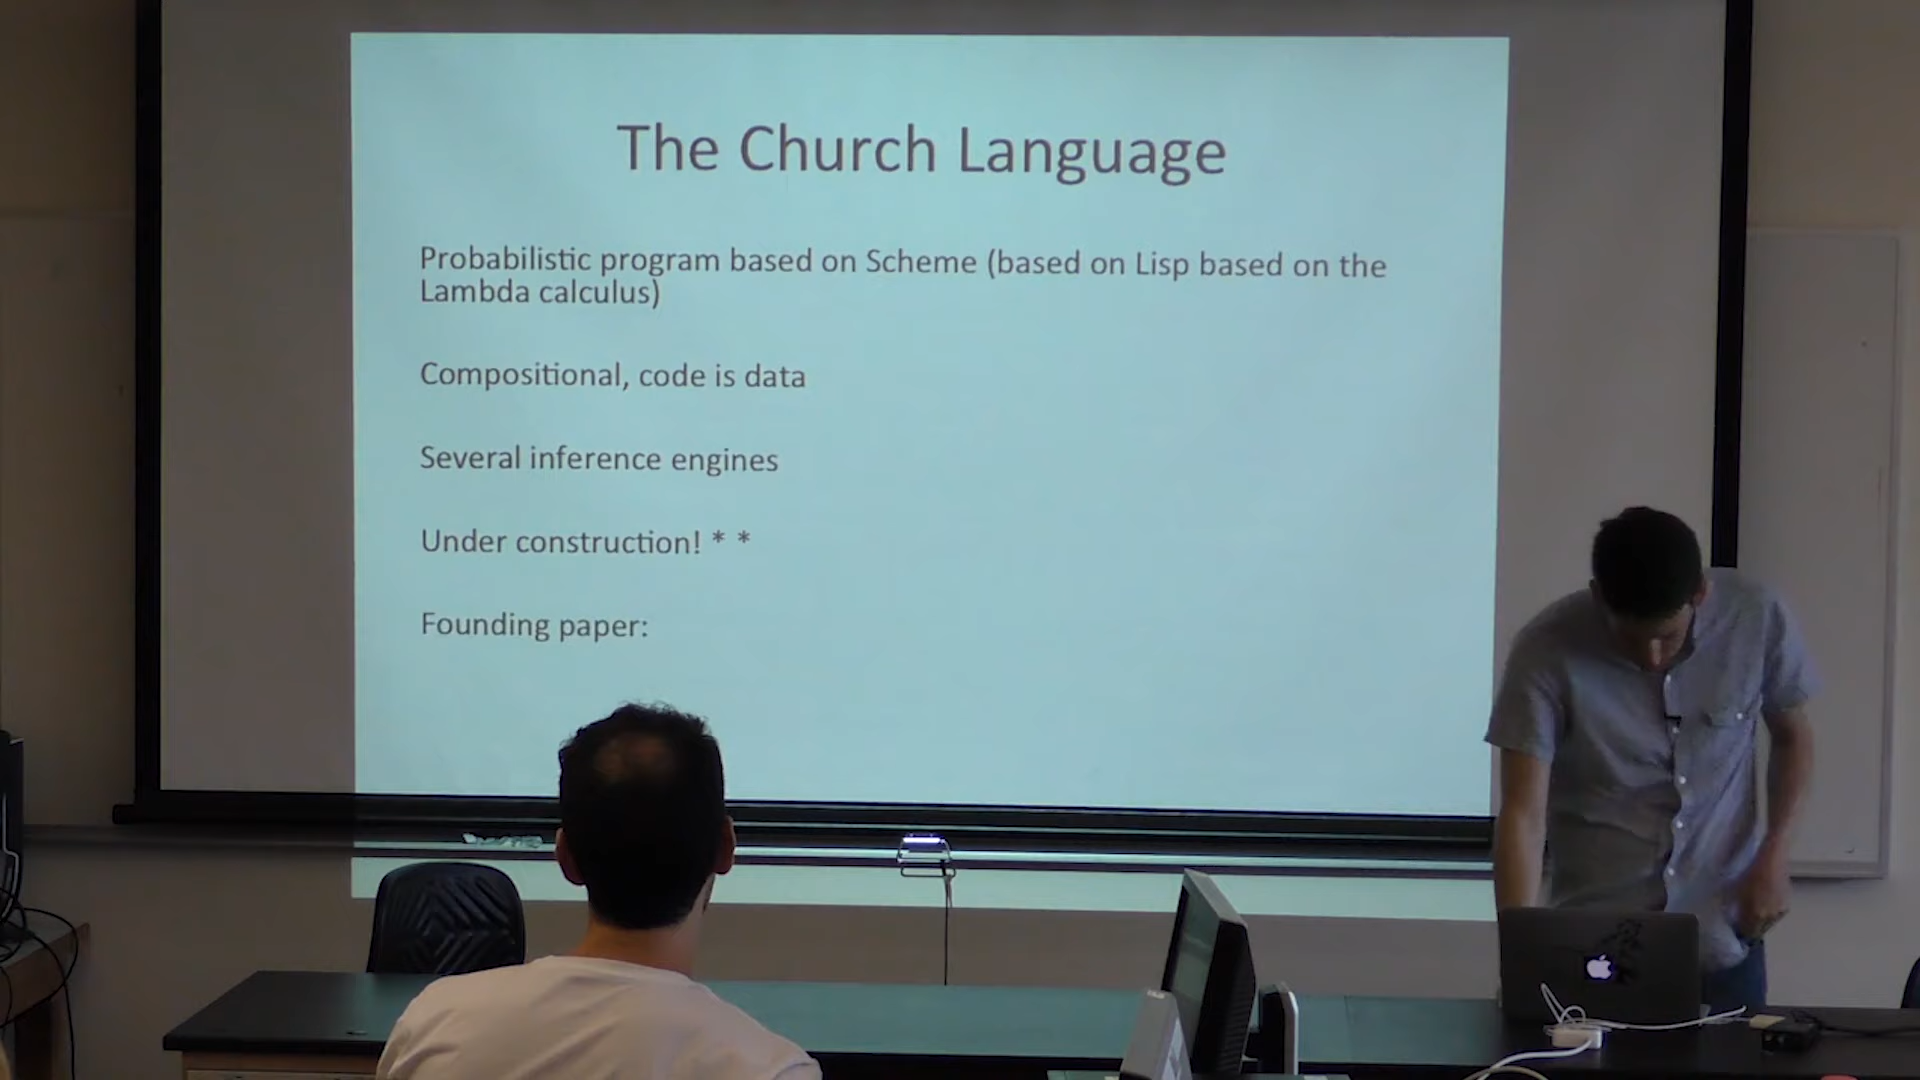 The Church Language
Probabilistic program based on Scheme (based on Lisp based on the
Lambda calculus)
Compositional, code is data
Several inference engines
Under construction! * *
Founding paper: